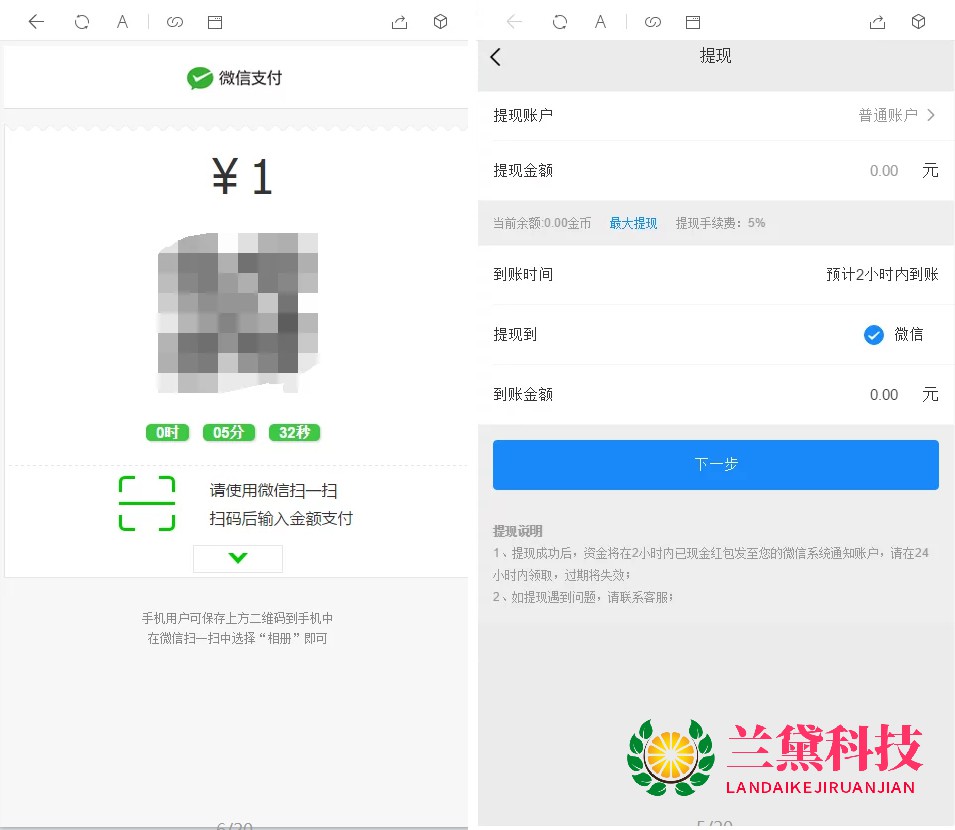 微信支付
¥ 1
0时 05分 32秒
请使用微信扫一扫
扫码后输入金额支付
手机用户可保存上方二维码到手机中
在微信扫一扫中选择“相册”即可
6/20
提现
提现账户 普通账户
提现金额 0.00 元
当前余额:0.00金币 最大提现 提现手续费：5%
到账时间 预计2小时内到账
提现到 微信
到账金额 0.00 元
下一步
提现说明
1、提现成功后，资金将在2小时内已现金红包发至您的微信系统通知账户，请在24
小时内领取，过期将失效；
2、如提现遇到问题，请联系客服；
兰黛科技
LANDAIKEJIRUANJIAN
5/20